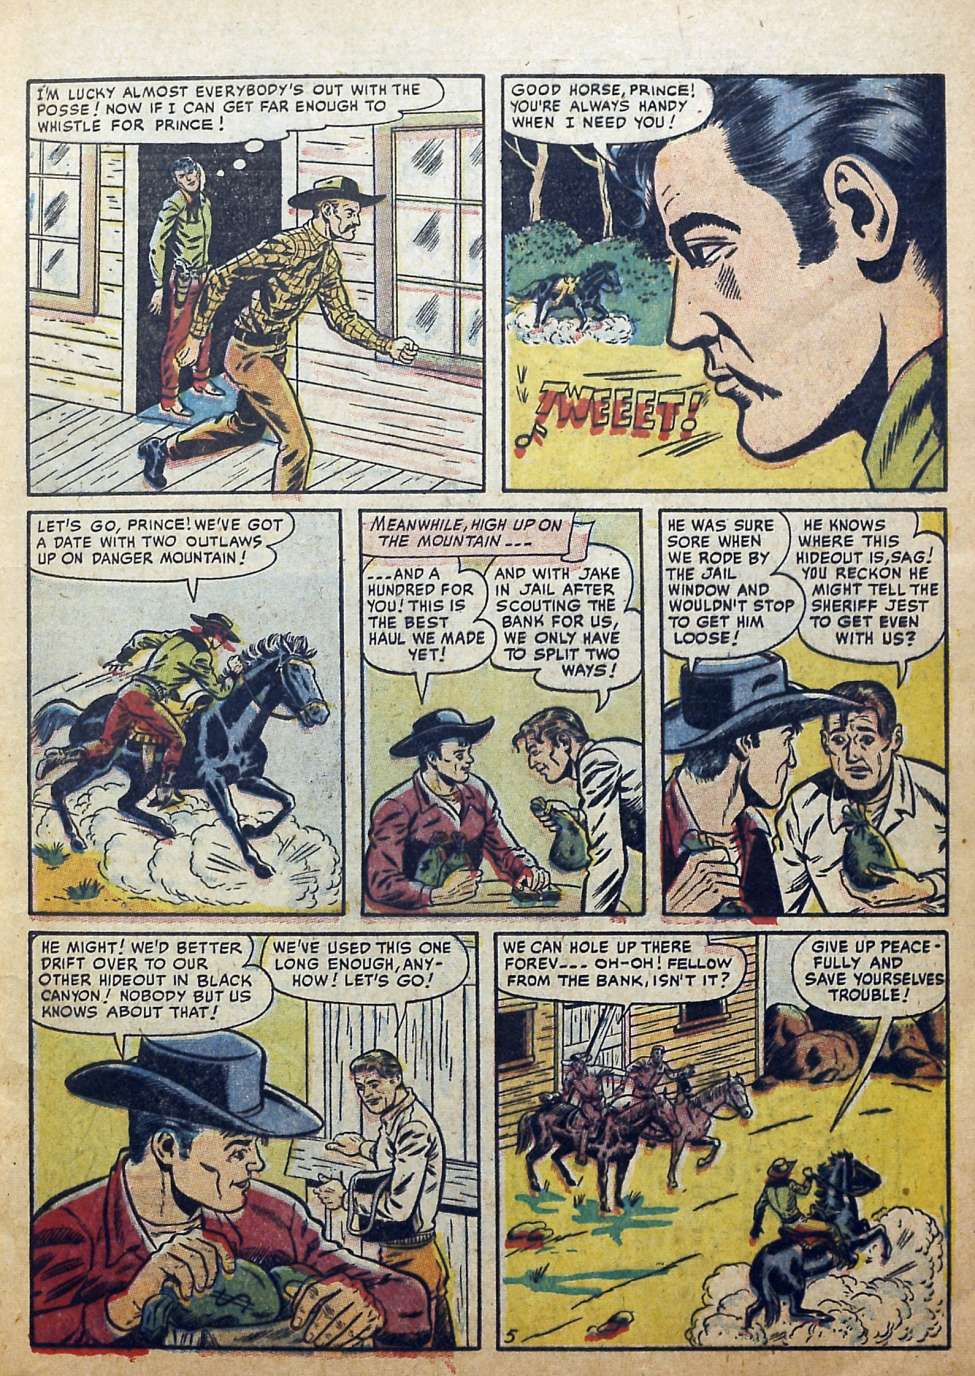 I'M LUCKY ALMOST EVERYBODY'S OUT WITH THE
POSSE! NOW IF I CAN GET FAR ENOUGH TO
WHISTLE FOR PRINCE!
GOOD HORSE, PRINCE!
YOU'RE ALWAYS HANDY
WHEN I NEED YOU!
TWEEET!
LET'S GO, PRINCE! WE'VE GOT
A DATE WITH TWO OUTLAWS
UP ON DANGER MOUNTAIN!
MEANWHILE, HIGH UP ON
THE MOUNTAIN ---
---AND A
HUNDRED FOR
YOU! THIS IS
THE BEST
HAUL WE MADE
YET!
AND WITH JAKE
IN JAIL AFTER
SCOUTING THE
BANK FOR US,
WE ONLY HAVE
TO SPLIT TWO
WAYS!
HE WAS SURE
SORE WHEN
WE RODE BY
THE JAIL
WINDOW AND
WOULDN'T STOP
TO GET HIM
LOOSE!
HE KNOWS
WHERE THIS
HIDEOUT IS, SAG!
YOU RECKON HE
MIGHT TELL THE
SHERIFF JEST
TO GET EVEN
WITH US?
HE MIGHT! WE'D BETTER
DRIFT OVER TO OUR
OTHER HIDEOUT IN BLACK
CANYON! NOBODY BUT US
KNOWS ABOUT THAT!
WE'VE USED THIS ONE
LONG ENOUGH, ANY-
HOW! LET'S GO!
WE CAN HOLE UP THERE
FOREV--- OH-OH! FELLOW
FROM THE BANK, ISN'T IT?
GIVE UP PEACE-
FULLY AND
SAVE YOURSELVES
TROUBLE!
5